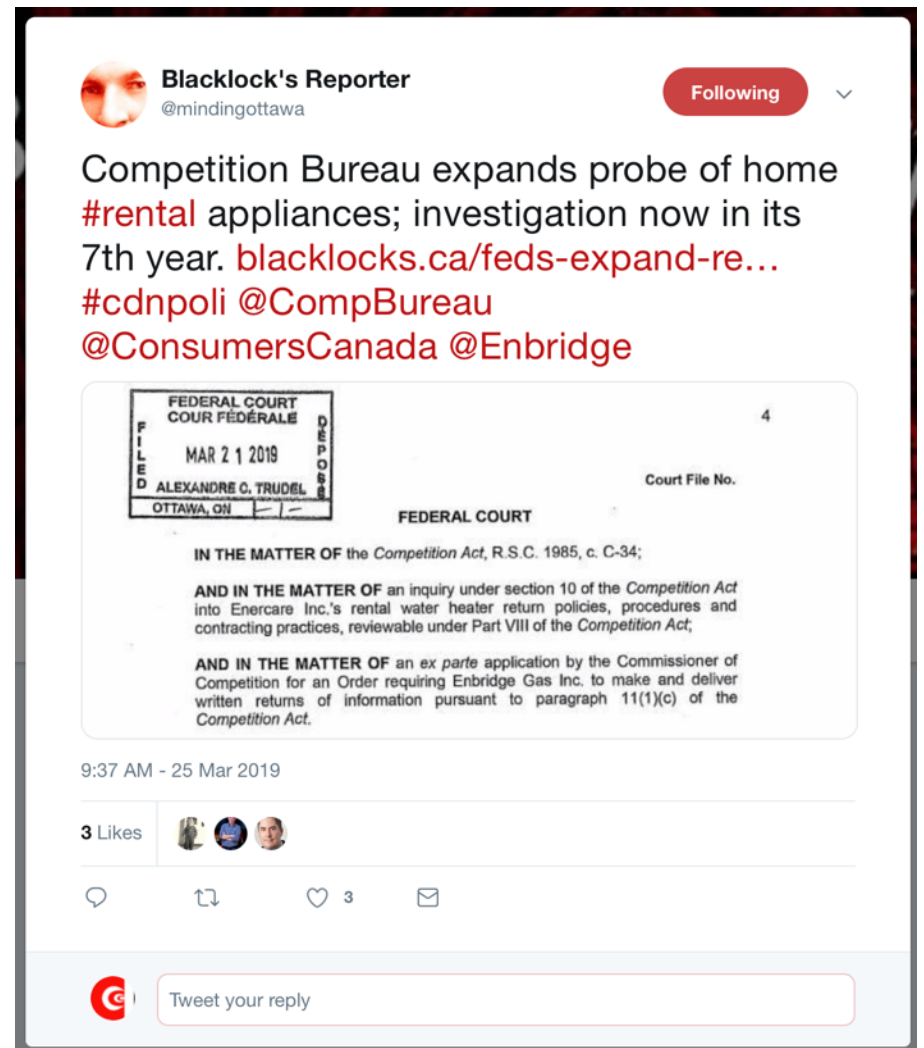 Blacklock's Reporter
@mindingottawa
Following
Competition Bureau expands probe of home
#rental appliances; investigation now in its
7th year. blacklocks.ca/feds-expand-re…
#cdnpoli @CompBureau
@ConsumersCanada @Enbridge
FEDERAL COURT
COUR FÉDÉRALE
FILED
MAR 21 2019
DÉPOSÉ
ALEXANDRE C. TRUDEL
OTTAWA, ON -1-
4
Court File No.
FEDERAL COURT
IN THE MATTER OF the Competition Act, R.S.C. 1985, c. C-34;
AND IN THE MATTER OF an inquiry under section 10 of the Competition Act
into Enercare Inc.'s rental water heater return policies, procedures and
contracting practices, reviewable under Part VIII of the Competition Act;
AND IN THE MATTER OF an ex parte application by the Commissioner of
Competition for an Order requiring Enbridge Gas Inc. to make and deliver
written returns of information pursuant to paragraph 11(1)(c) of the
Competition Act.
9:37 AM - 25 Mar 2019
3 Likes
3
Tweet your reply